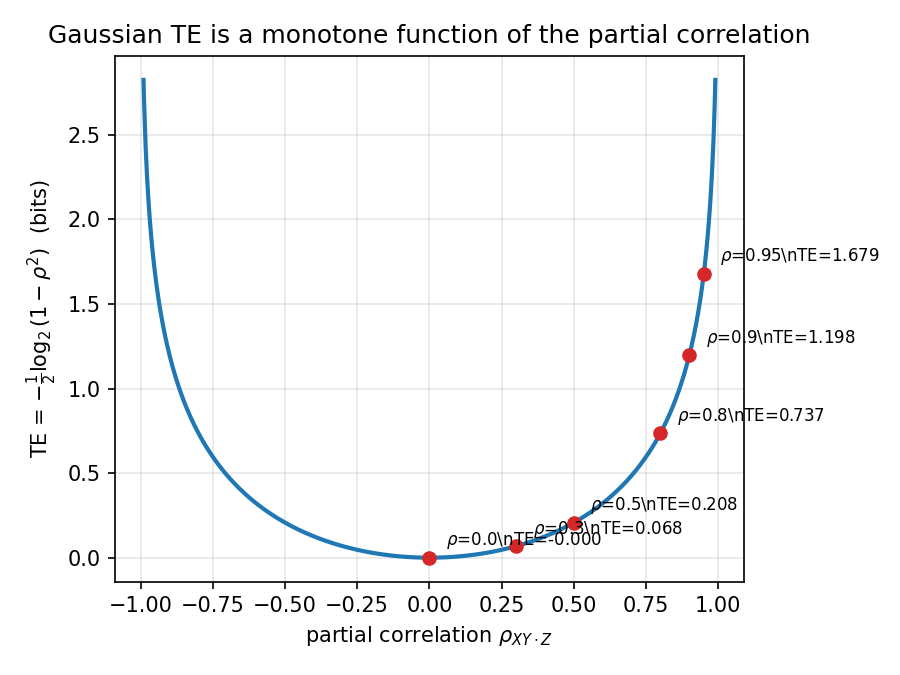 Gaussian TE is a monotone function of the partial correlation
TE = −½log₂(1 − ρ²) (bits)
2.5
2.0
1.5
1.0
0.5
0.0
ρ=0.95\nTE=1.679
ρ=0.9\nTE=1.198
ρ=0.8\nTE=0.737
ρ=0.5\nTE=0.208
ρ=0.3\nTE=0.068
ρ=0.0\nTE=-0.000
−1.00 −0.75 −0.50 −0.25 0.00 0.25 0.50 0.75 1.00
partial correlation ρ_{XY·Z}